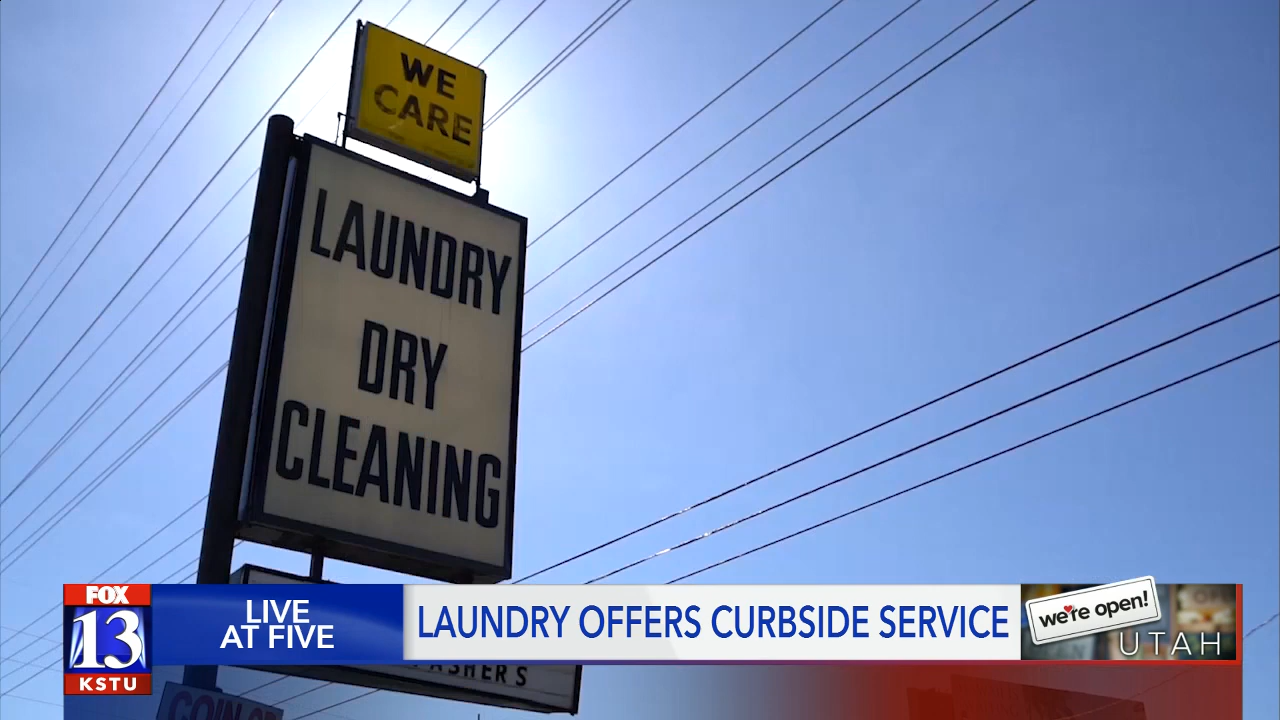 WE
CARE
LAUNDRY
DRY
CLEANING
FOX
13
KSTU
LIVE
AT FIVE
LAUNDRY OFFERS CURBSIDE SERVICE
we're open!
UTAH
COIN